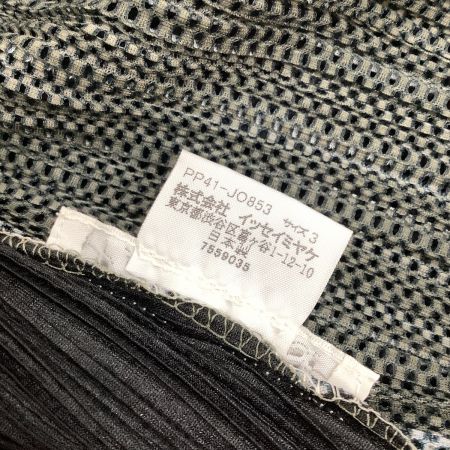 PP41-JO853 サイズ 3
株式会社 イッセイミヤケ
東京都渋谷区富ケ谷1-12-10
日本製
7559035